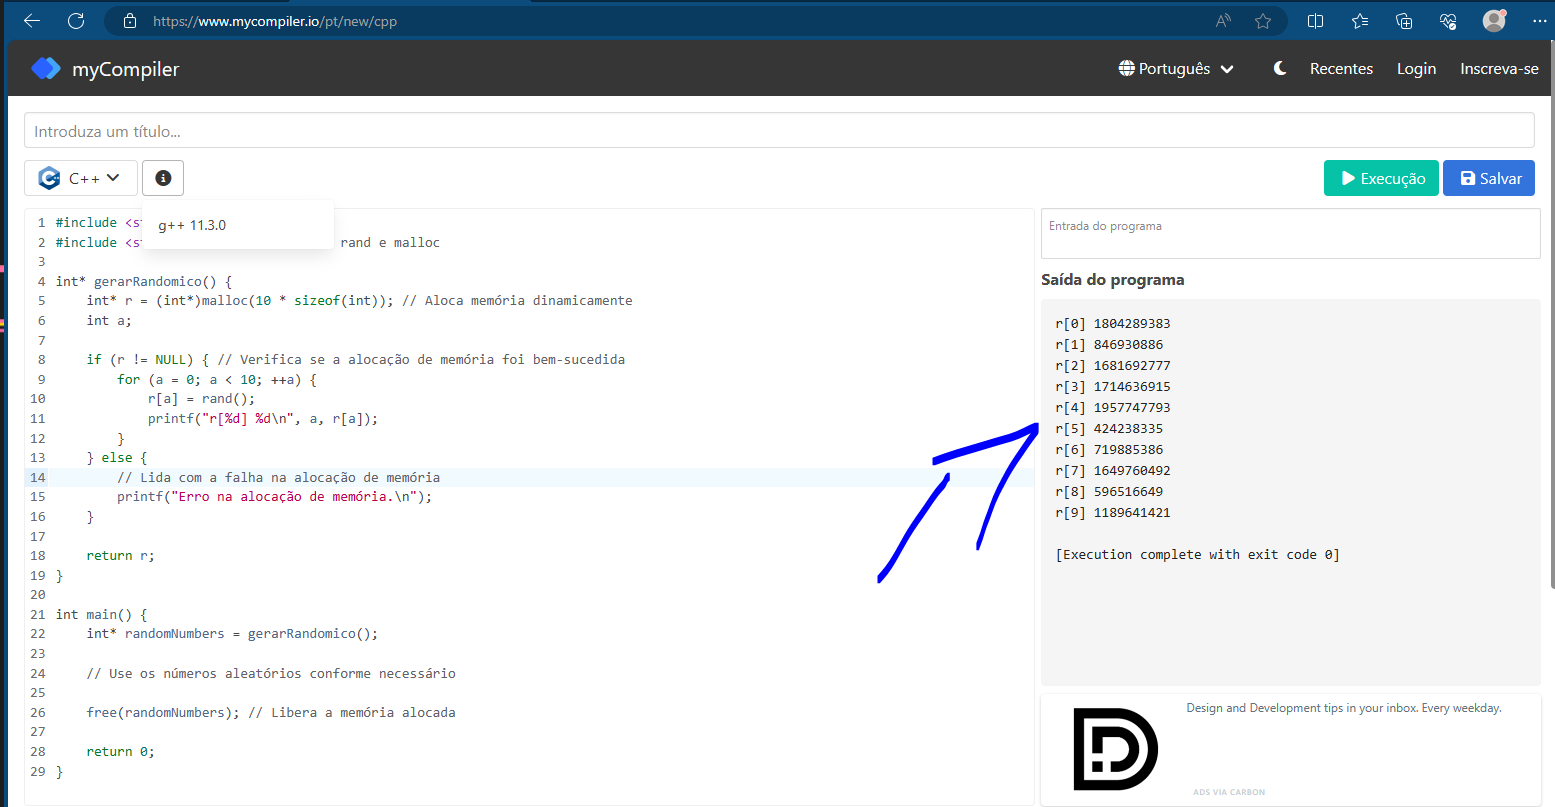 https://www.mycompiler.io/pt/new/cpp
myCompiler
Português
Recentes
Login
Inscreva-se
Introduza um título...
C++
Execução
Salvar
g++ 11.3.0
1 #include <st
2 #include <st rand e malloc
3
4 int* gerarRandomico() {
5     int* r = (int*)malloc(10 * sizeof(int)); // Aloca memória dinamicamente
6     int a;
7
8     if (r != NULL) { // Verifica se a alocação de memória foi bem-sucedida
9         for (a = 0; a < 10; ++a) {
10             r[a] = rand();
11             printf("r[%d] %d\n", a, r[a]);
12         }
13     } else {
14         // Lida com a falha na alocação de memória
15         printf("Erro na alocação de memória.\n");
16     }
17
18     return r;
19 }
20
21 int main() {
22     int* randomNumbers = gerarRandomico();
23
24     // Use os números aleatórios conforme necessário
25
26     free(randomNumbers); // Libera a memória alocada
27
28     return 0;
29 }
Entrada do programa
Saída do programa
r[0] 1804289383
r[1] 846930886
r[2] 1681692777
r[3] 1714636915
r[4] 1957747793
r[5] 424238335
r[6] 719885386
r[7] 1649760492
r[8] 596516649
r[9] 1189641421
[Execution complete with exit code 0]
Design and Development tips in your inbox. Every weekday.
ADS VIA CARBON